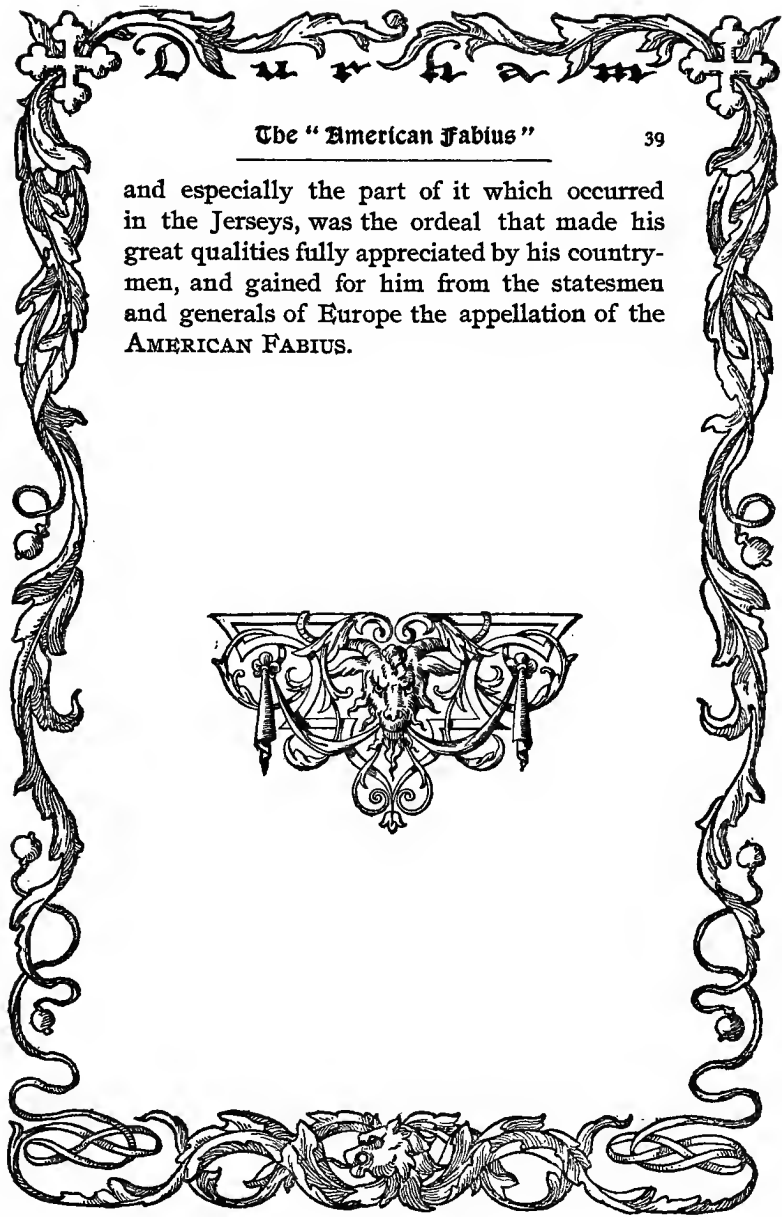 Durham
The “American Fabius” 39
and especially the part of it which occurred
in the Jerseys, was the ordeal that made his
great qualities fully appreciated by his country-
men, and gained for him from the statesmen
and generals of Europe the appellation of the
AMERICAN FABIUS.